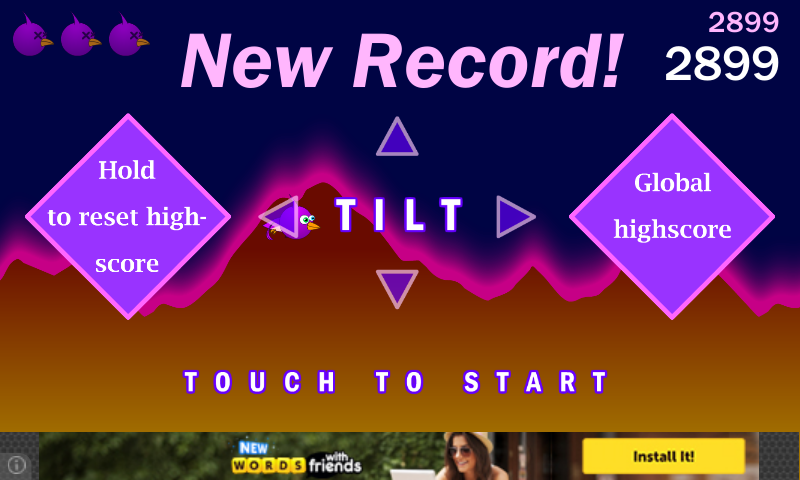 2899
New Record!
2899
Hold
to reset high-
score
TILT
Global
highscore
TOUCH TO START
NEW
WORDS with friends
Install It!